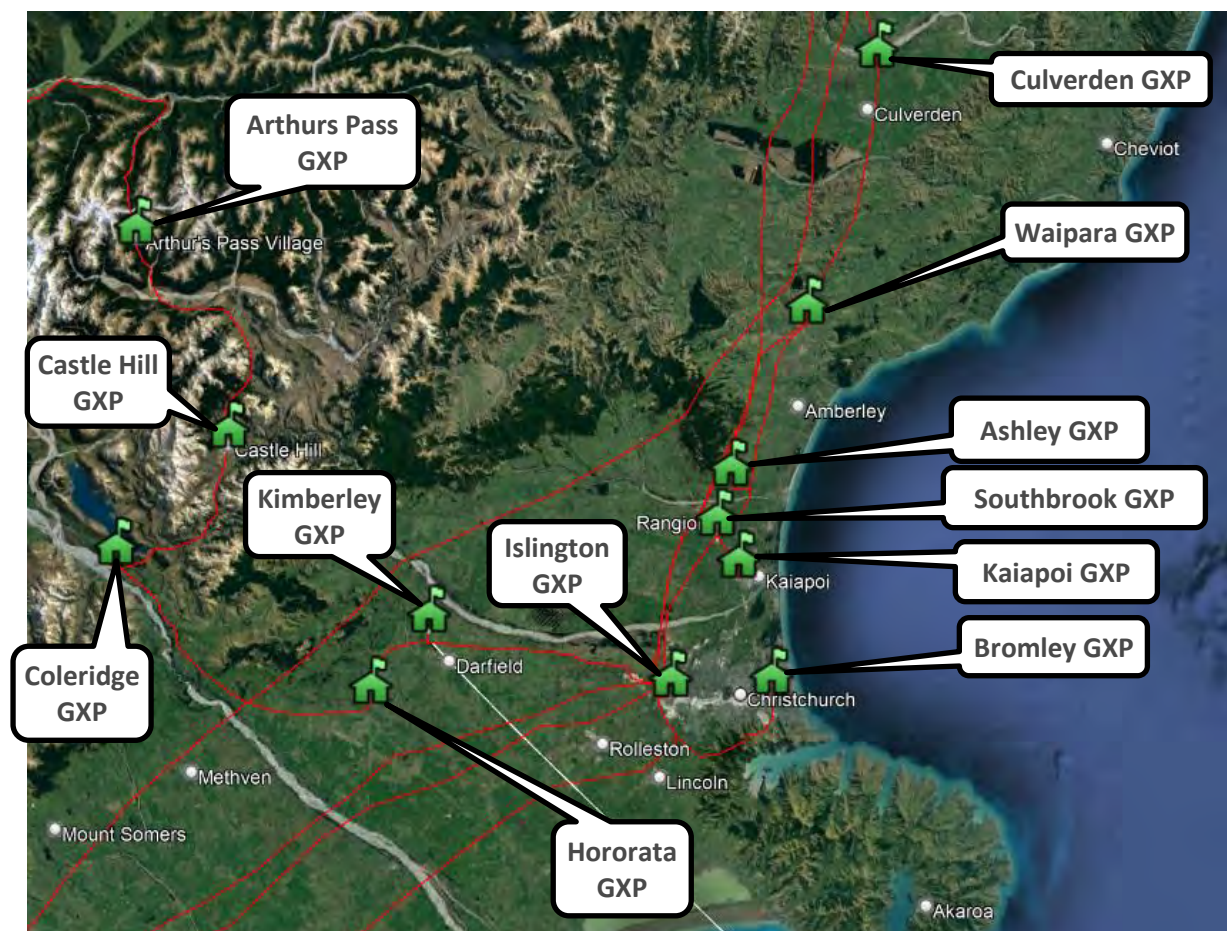 Culverden GXP
Culverden
Arthurs Pass
GXP
Cheviot
Arthur's Pass Village
Waipara GXP
Castle Hill
GXP
Amberley
Ashley GXP
Castle Hill
Kimberley
GXP
Southbrook GXP
Rangiora
Islington
GXP
Kaiapoi GXP
Kaiapoi
Bromley GXP
Coleridge
GXP
Darfield
Christchurch
Rolleston
Methven
Lincoln
Mount Somers
Hororata
GXP
Akaroa